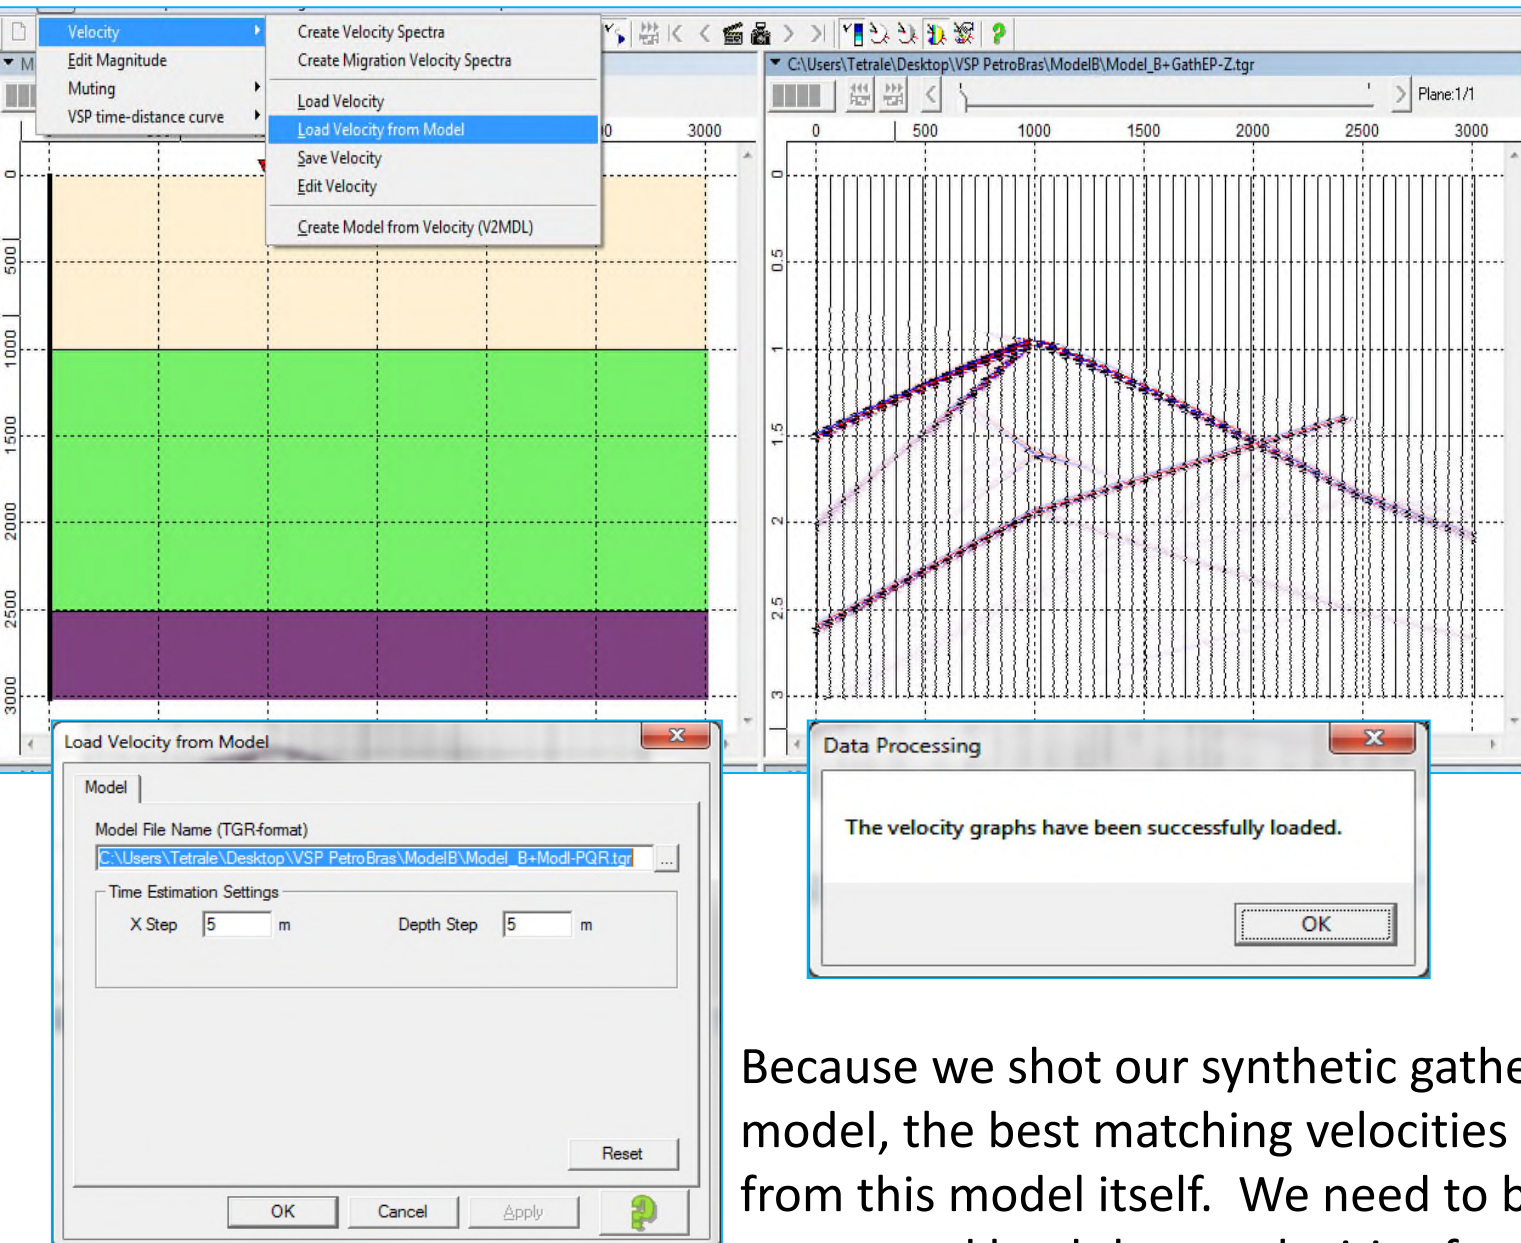 Velocity
Edit Magnitude
Muting
VSP time-distance curve
Create Velocity Spectra
Create Migration Velocity Spectra
Load Velocity
Load Velocity from Model
Save Velocity
Edit Velocity
Create Model from Velocity (V2MDL)
M
3000
0
500
1000
1500
2000
2500
3000
C:\Users\Tetrale\Desktop\VSP PetroBras\ModelB\Model_B+GathEP-Z.tgr
Plane:1/1
0 500 1000 1500 2000 2500 3000
0
0.5
1
1.5
2
2.5
3
Load Velocity from Model
Model
Model File Name (TGR-format)
C:\Users\Tetrale\Desktop\VSP PetroBras\ModelB\Model_B+Modl-PQR.tgr
...
Time Estimation Settings
X Step 5 m Depth Step 5 m
Reset
OK Cancel Apply
Data Processing
The velocity graphs have been successfully loaded.
OK
Because we shot our synthetic gathe
model, the best matching velocities
from this model itself. We need to b